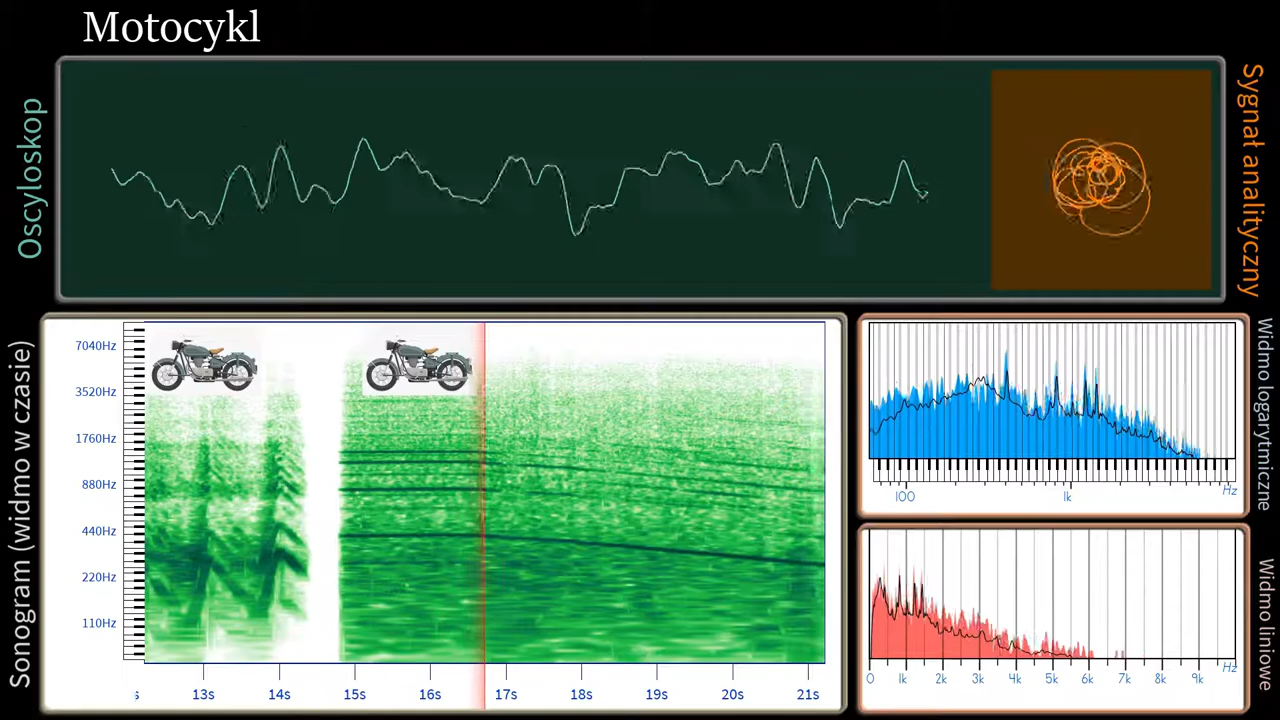 Motocykl
Oscyloskop
Sygnał analityczny
Sonogram (widmo w czasie)
7040Hz
3520Hz
1760Hz
880Hz
440Hz
220Hz
110Hz
s 13s 14s 15s 16s 17s 18s 19s 20s 21s
Widmo logarytmiczne
100 1k Hz
Widmo liniowe
0 1k 2k 3k 4k 5k 6k 7k 8k 9k Hz